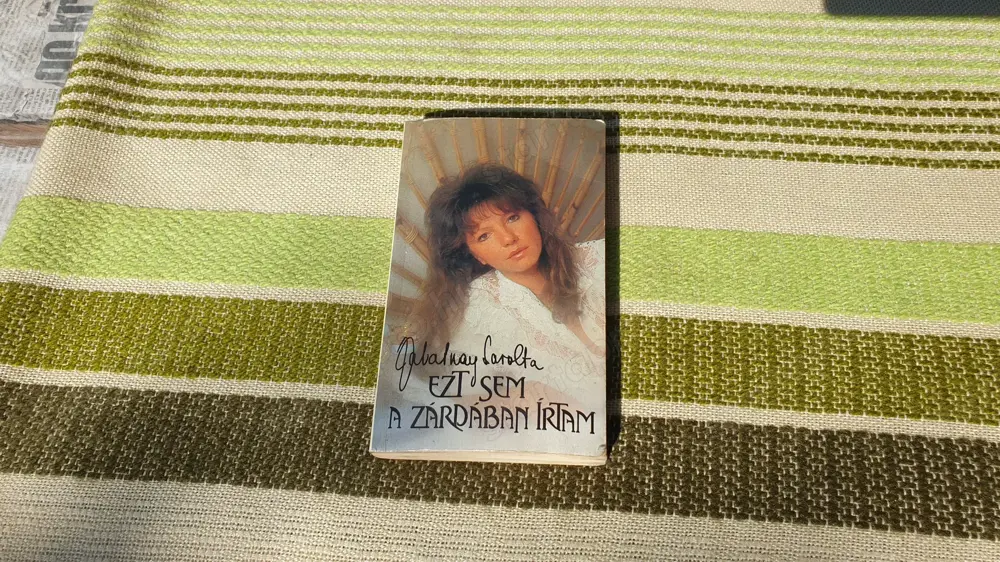 Zalatnay Sarolta
EZT SEM
A ZÁRDÁBAN ÍRTAM